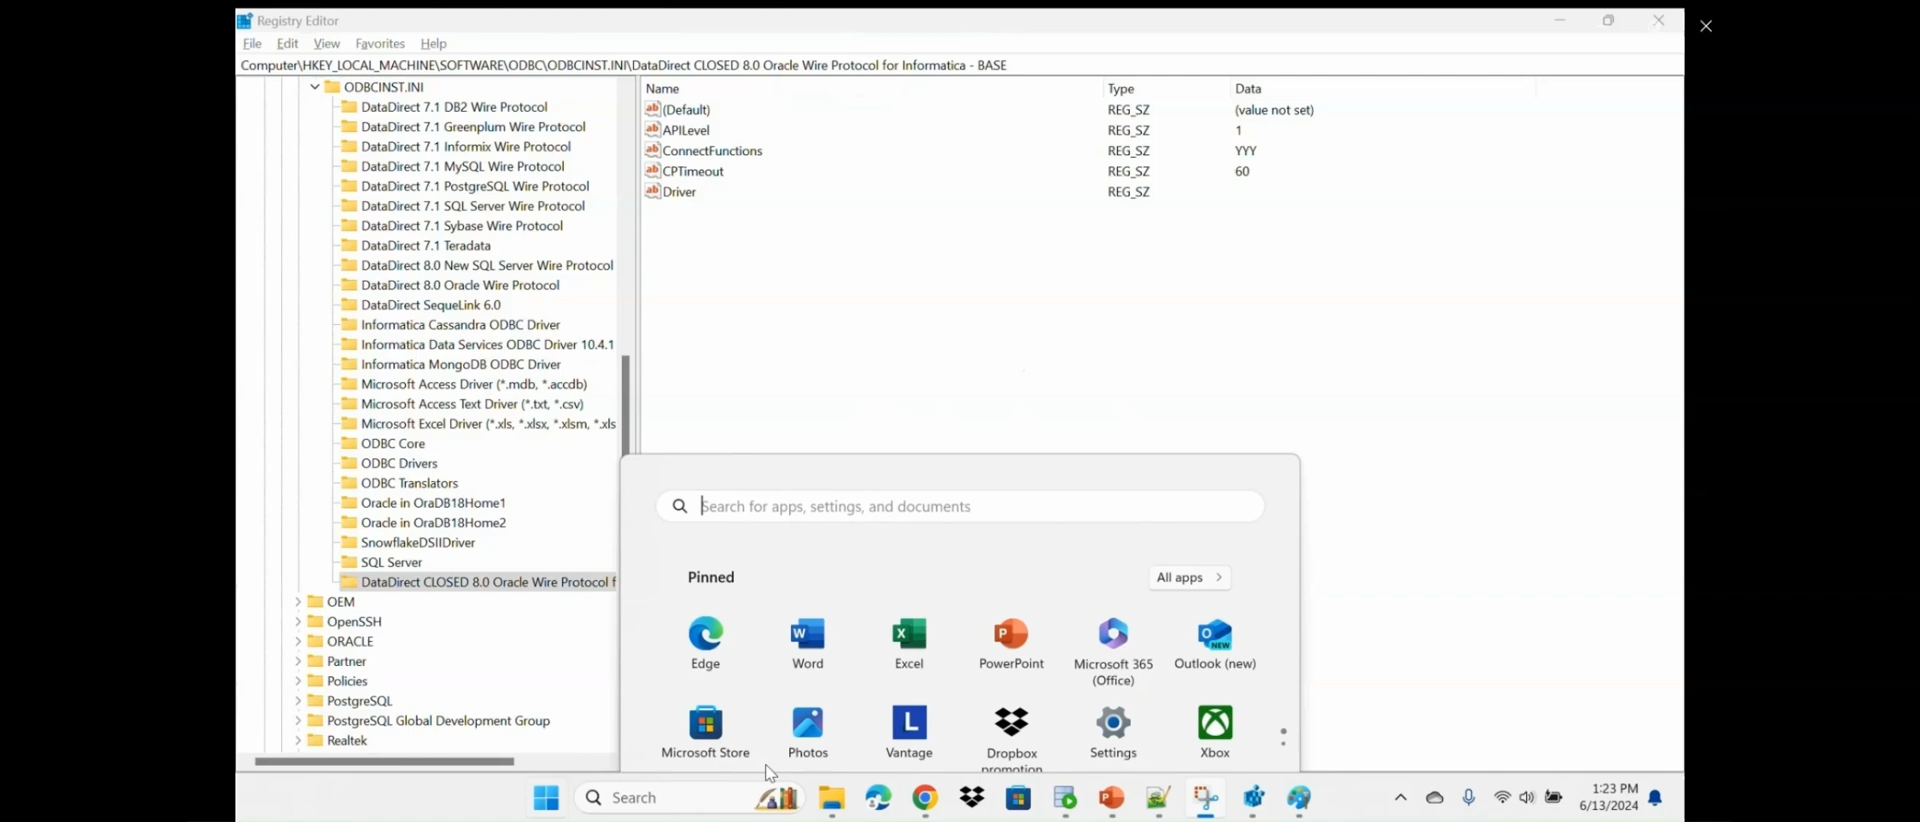 Registry Editor
File Edit View Favorites Help
Computer\HKEY_LOCAL_MACHINE\SOFTWARE\ODBC\ODBCINST.INI\DataDirect CLOSED 8.0 Oracle Wire Protocol for Informatica - BASE
ODBCINST.INI
DataDirect 7.1 DB2 Wire Protocol
DataDirect 7.1 Greenplum Wire Protocol
DataDirect 7.1 Informix Wire Protocol
DataDirect 7.1 MySQL Wire Protocol
DataDirect 7.1 PostgreSQL Wire Protocol
DataDirect 7.1 SQL Server Wire Protocol
DataDirect 7.1 Sybase Wire Protocol
DataDirect 7.1 Teradata
DataDirect 8.0 New SQL Server Wire Protocol
DataDirect 8.0 Oracle Wire Protocol
DataDirect SequeLink 6.0
Informatica Cassandra ODBC Driver
Informatica Data Services ODBC Driver 10.4.1
Informatica MongoDB ODBC Driver
Microsoft Access Driver (*.mdb, *.accdb)
Microsoft Access Text Driver (*.txt, *.csv)
Microsoft Excel Driver (*.xls, *.xlsx, *.xlsm, *.xls
ODBC Core
ODBC Drivers
ODBC Translators
Oracle in OraDB18Home1
Oracle in OraDB18Home2
SnowflakeDSIIDriver
SQL Server
DataDirect CLOSED 8.0 Oracle Wire Protocol f
OEM
OpenSSH
ORACLE
Partner
Policies
PostgreSQL
PostgreSQL Global Development Group
Realtek
Name Type Data
(Default) REG_SZ (value not set)
APILevel REG_SZ 1
ConnectFunctions REG_SZ YYY
CPTimeout REG_SZ 60
Driver REG_SZ
Search for apps, settings, and documents
Pinned All apps
Edge Word Excel PowerPoint Microsoft 365 Outlook (new)
(Office)
Microsoft Store Photos Vantage Dropbox Settings Xbox
promotion
Search
1:23 PM
6/13/2024